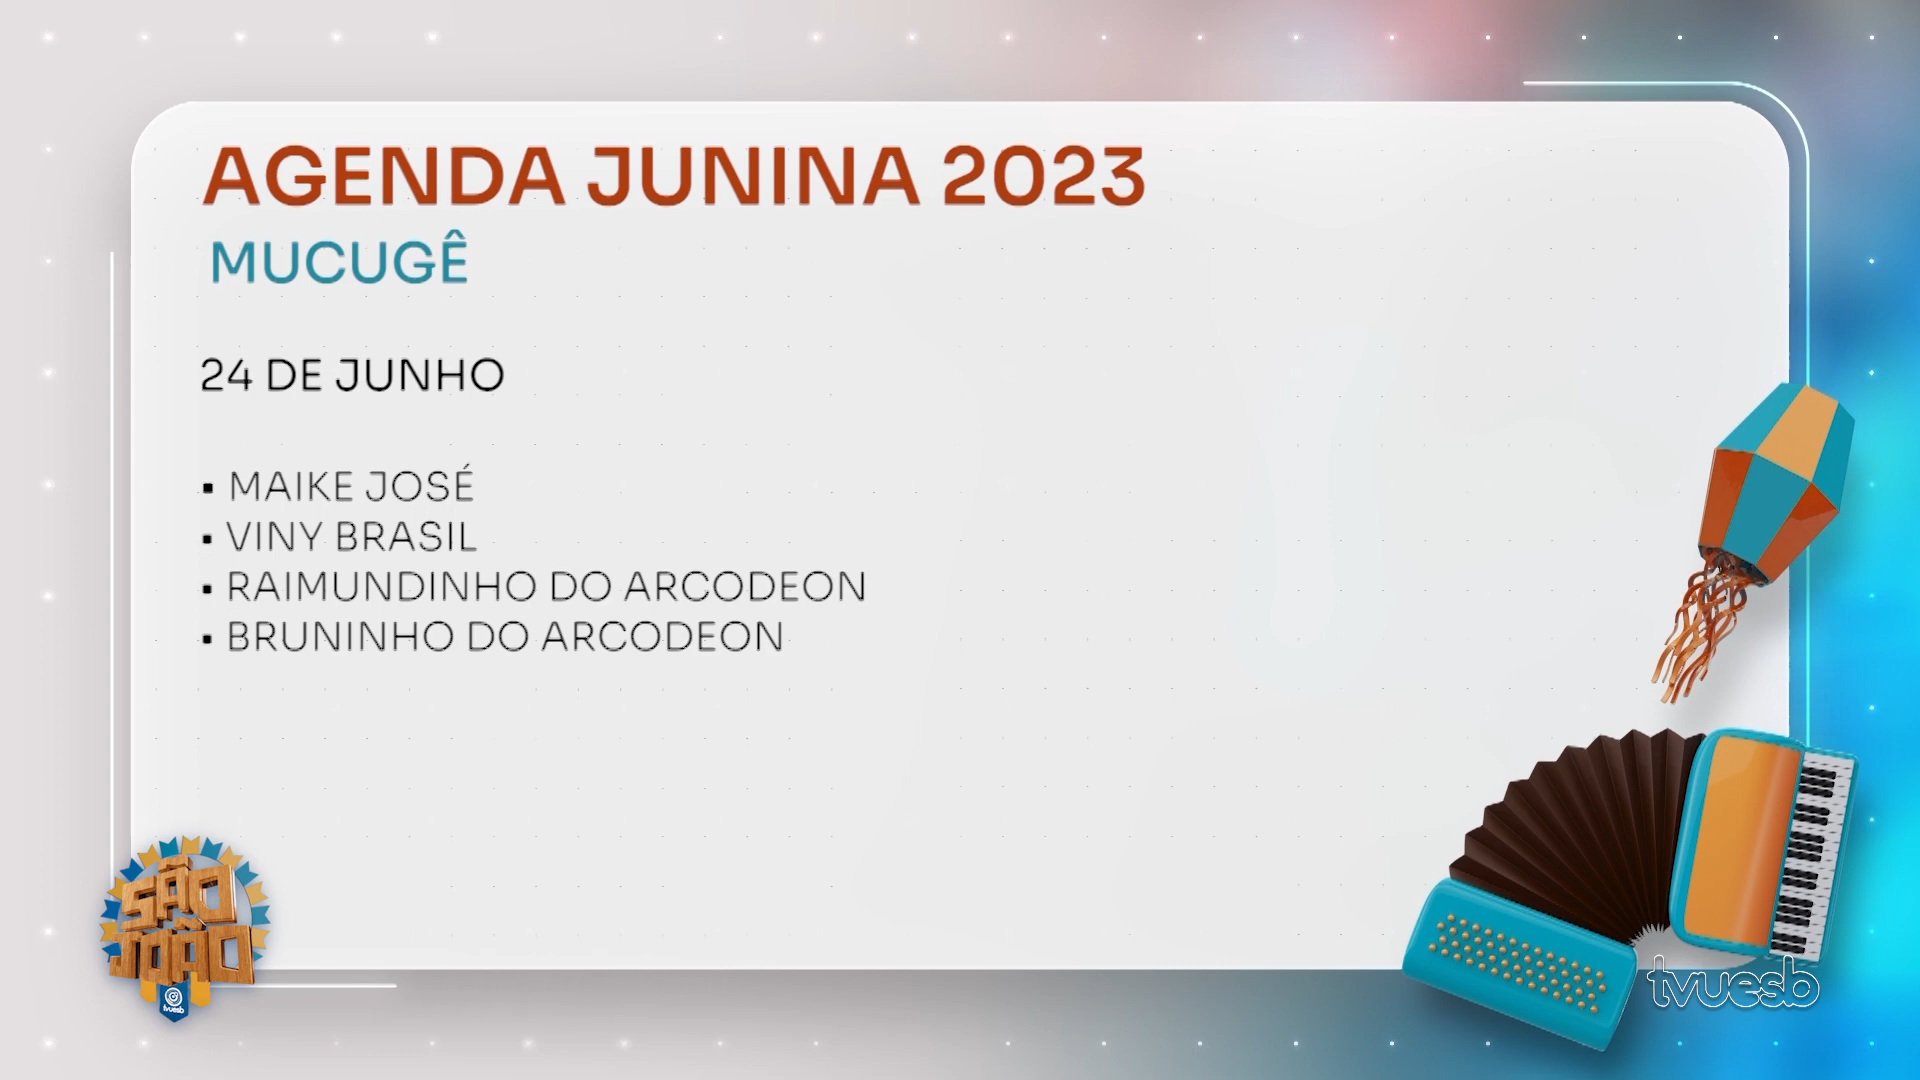 AGENDA JUNINA 2023
MUCUGÊ
24 DE JUNHO
▪ MAIKE JOSÉ
▪ VINY BRASIL
▪ RAIMUNDINHO DO ARCODEON
▪ BRUNINHO DO ARCODEON
SÃO
JOÃO
tvuesb
tvuesb